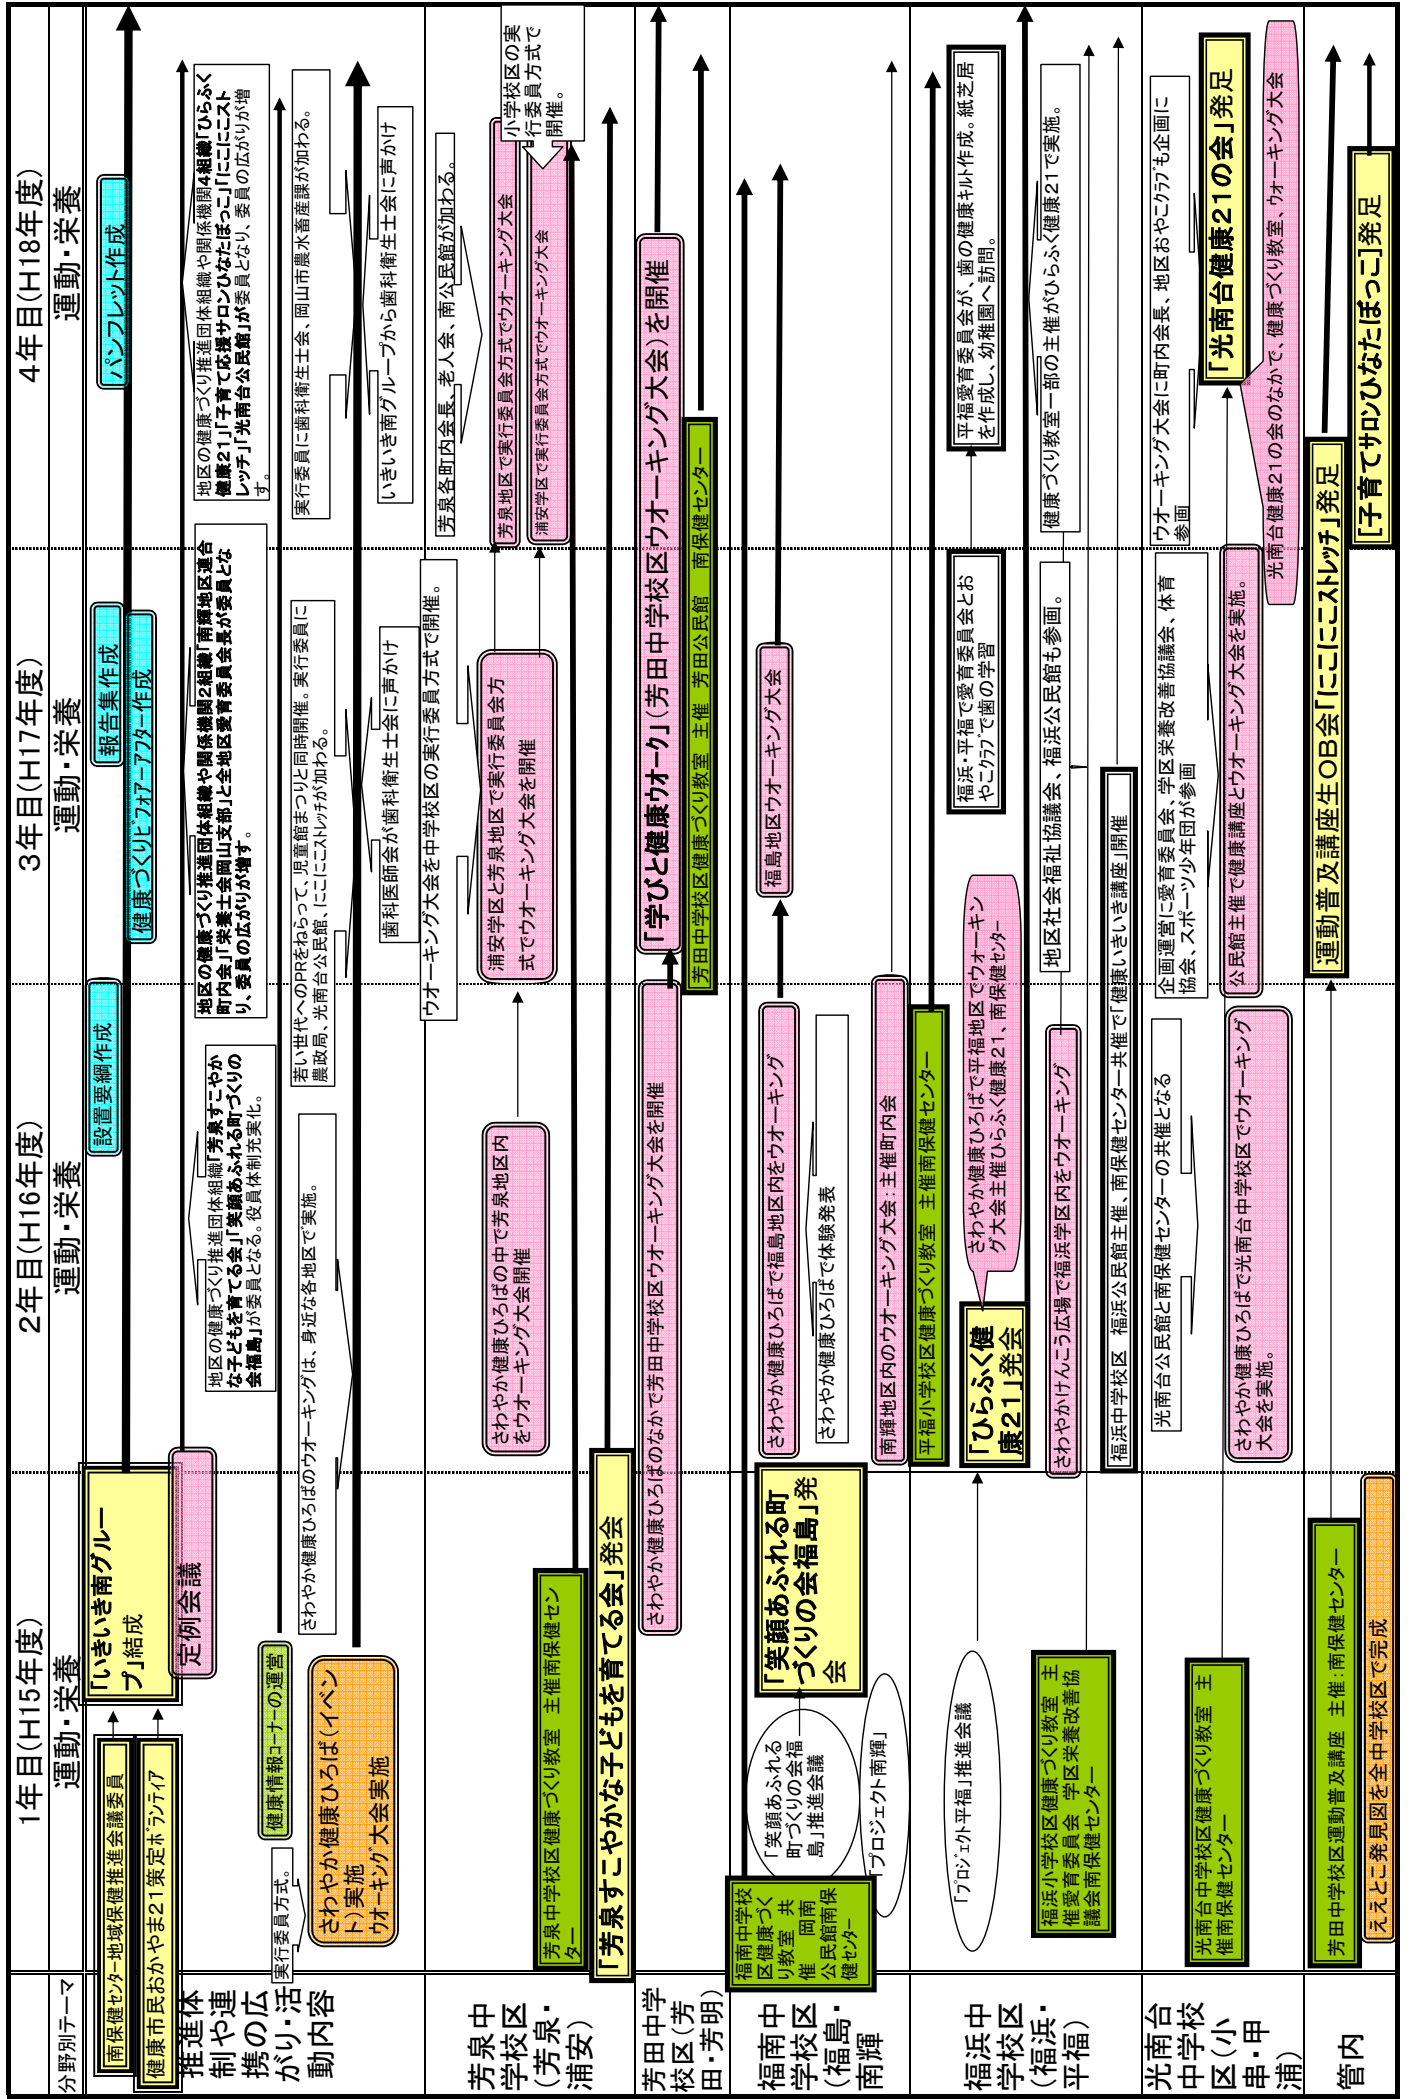 分野別テーマ
1年目(H15年度)
運動・栄養
2年目(H16年度)
運動・栄養
3年目(H17年度)
運動・栄養
4年目(H18年度)
運動・栄養
推進体
制や連
携の広
がり・活
動内容
南保健センター地域保健推進会議委員
健康市民おかやま21策定ボランティア
「いきいき南グルー
プ」結成
定例会議
健康情報コーナーの運営
実行委員方式。
さわやか健康ひろば(イベン
ト)実施
ウオーキング大会実施
設置要綱作成
地区の健康づくり推進団体組織「芳泉すこやか
な子どもを育てる会」「笑顔あふれる町づくりの
会福島」が委員となる。役員体制充実化。
さわやか健康ひろばのウオーキングは、身近な各地区で実施。
報告集作成
健康づくりビフォアーアフター作成
地区の健康づくり推進団体組織や関係機関2組織「南輝地区連合
町内会」「栄養士会岡山支部」と全地区愛育委員会長が委員とな
り、委員の広がりが増す。
若い世代へのPRをねらって、児童館まつりと同時開催。実行委員に
農政局、光南台公民館、にこにこストレッチが加わる。
歯科医師会が歯科衛生士会に声かけ
パンフレット作成
地区の健康づくり推進団体組織や関係機関4組織「ひらふく
健康21」「子育て応援サロンひなたぼっこ」「にこにこスト
レッチ」「光南台公民館」が委員となり、委員の広がりが増
す。
実行委員に歯科衛生士会、岡山市農水畜産課が加わる。
いきいき南グループから歯科衛生士会に声かけ
芳泉中
学校区
(芳泉・
浦安)
芳泉中学校区健康づくり教室 主催南保健セン
ター
「芳泉すこやかな子どもを育てる会」発会
さわやか健康ひろばの中で芳泉地区内
をウオーキング大会開催
ウオーキング大会を中学校区の実行委員方式で開催。
浦安学区と芳泉地区で実行委員会方
式でウオーキング大会を開催
芳泉各町内会長、老人会、南公民館が加わる。
芳泉地区で実行委員会方式でウオーキング大会
浦安学区で実行委員会方式でウオーキング大会
小学校区の実
行委員方式で
開催。
芳田中学
校区(芳
田・芳明)
さわやか健康ひろばのなかで芳田中学校区ウオーキング大会を開催
「学びと健康ウオーク」(芳田中学校区ウオーキング大会)を開催
芳田中学校区健康づくり教室 主催 芳田公民館 南保健センター
福南中
学校区
(福島・
南輝)
福南中学校
区健康づく
り教室 共
催 岡南
公民館南保
健センター
「笑顔あふれる
町づくりの会福
島」推進会議
「プロジェクト南輝」
「笑顔あふれる町
づくりの会福島」発
会
さわやか健康ひろばで福島地区内をウオーキング
さわやか健康ひろばで体験発表
南輝地区内のウオーキング大会:主催町内会
福島地区ウオーキング大会
福浜中
学校区
(福浜・
平福)
「プロジェクト平福」推進会議
福浜小学校区健康づくり教室 主
催愛育委員会 学区栄養改善協
議会南保健センター
平福小学校区健康づくり教室 主催南保健センター
「ひらふく健
康21」発会
さわやか健康ひろばで平福地区でウォーキン
グ大会主催ひらふく健康21、南保健センター
さわやかけんこう広場で福浜学区内をウオーキング
福浜中学校区 福浜公民館主催、南保健センター共催で「健康いきいき講座」開催
福浜・平福で愛育委員会とお
やこクラブで歯の学習
地区社会福祉協議会、福浜公民館も参画。
平福愛育委員会が、歯の健康キルト作成。紙芝居
を作成し、幼稚園へ訪問。
健康づくり教室一部の主催がひらふく健康21で実施。
光南台
中学校
区(小
串・甲
浦)
光南台中学校区健康づくり教室 主
催南保健センター
光南台公民館と南保健センターの共催となる
さわやか健康ひろばで光南台中学校区でウオーキング
大会を実施。
企画運営に愛育委員会、学区栄養改善協議会、体育
協会、スポーツ少年団が参画
公民館主催で健康講座とウオーキング大会を実施。
ウオーキング大会に町内会長、地区おやこクラブも企画に
参画
「光南台健康21の会」発足
光南台健康21の会のなかで、健康づくり教室、ウォーキング大会
管内
芳田中学校区運動普及講座 主催:南保健センター
ええとこ発見図を全中学校区で完成
運動普及講座生OB会「にこにこストレッチ」発足
[子育てサロンひなたぼっこ]発足